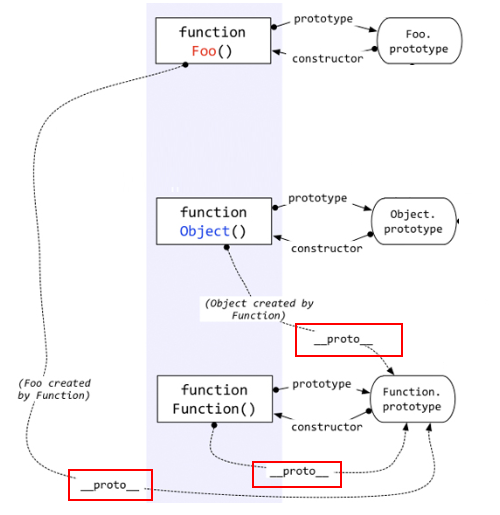 function
Foo()
prototype
constructor
Foo.
prototype
function
Object()
prototype
constructor
Object.
prototype
(Object created by
Function)
__proto__
(Foo created
by Function)
function
Function()
prototype
constructor
Function.
prototype
__proto__
__proto__